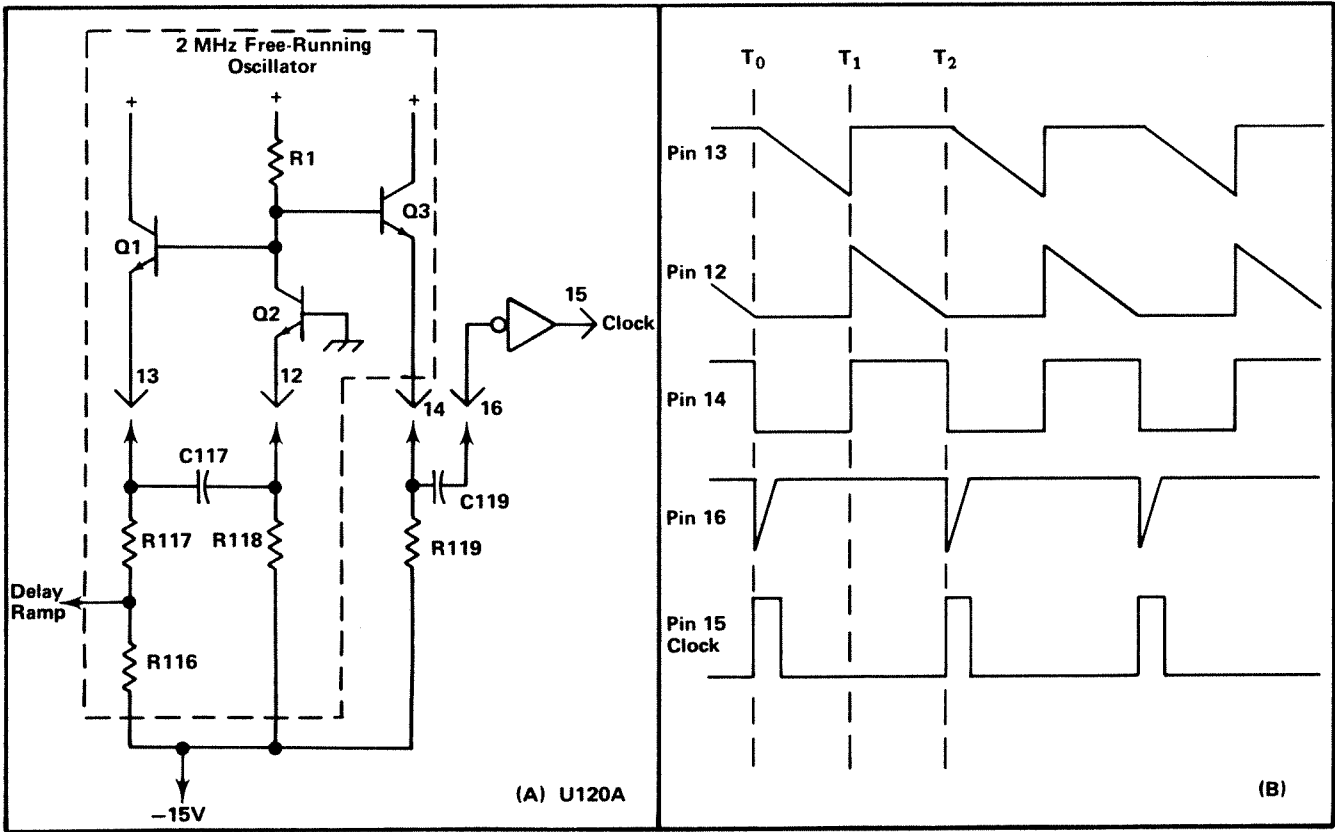 2 MHz Free-Running
Oscillator
+
+
+
R1
Q3
Q1
Q2
15
Clock
13
12
14
16
C117
C119
R117
R118
R119
Delay
Ramp
R116
−15V
(A) U120A
T0
T1
T2
Pin 13
Pin 12
Pin 14
Pin 16
Pin 15
Clock
(B)